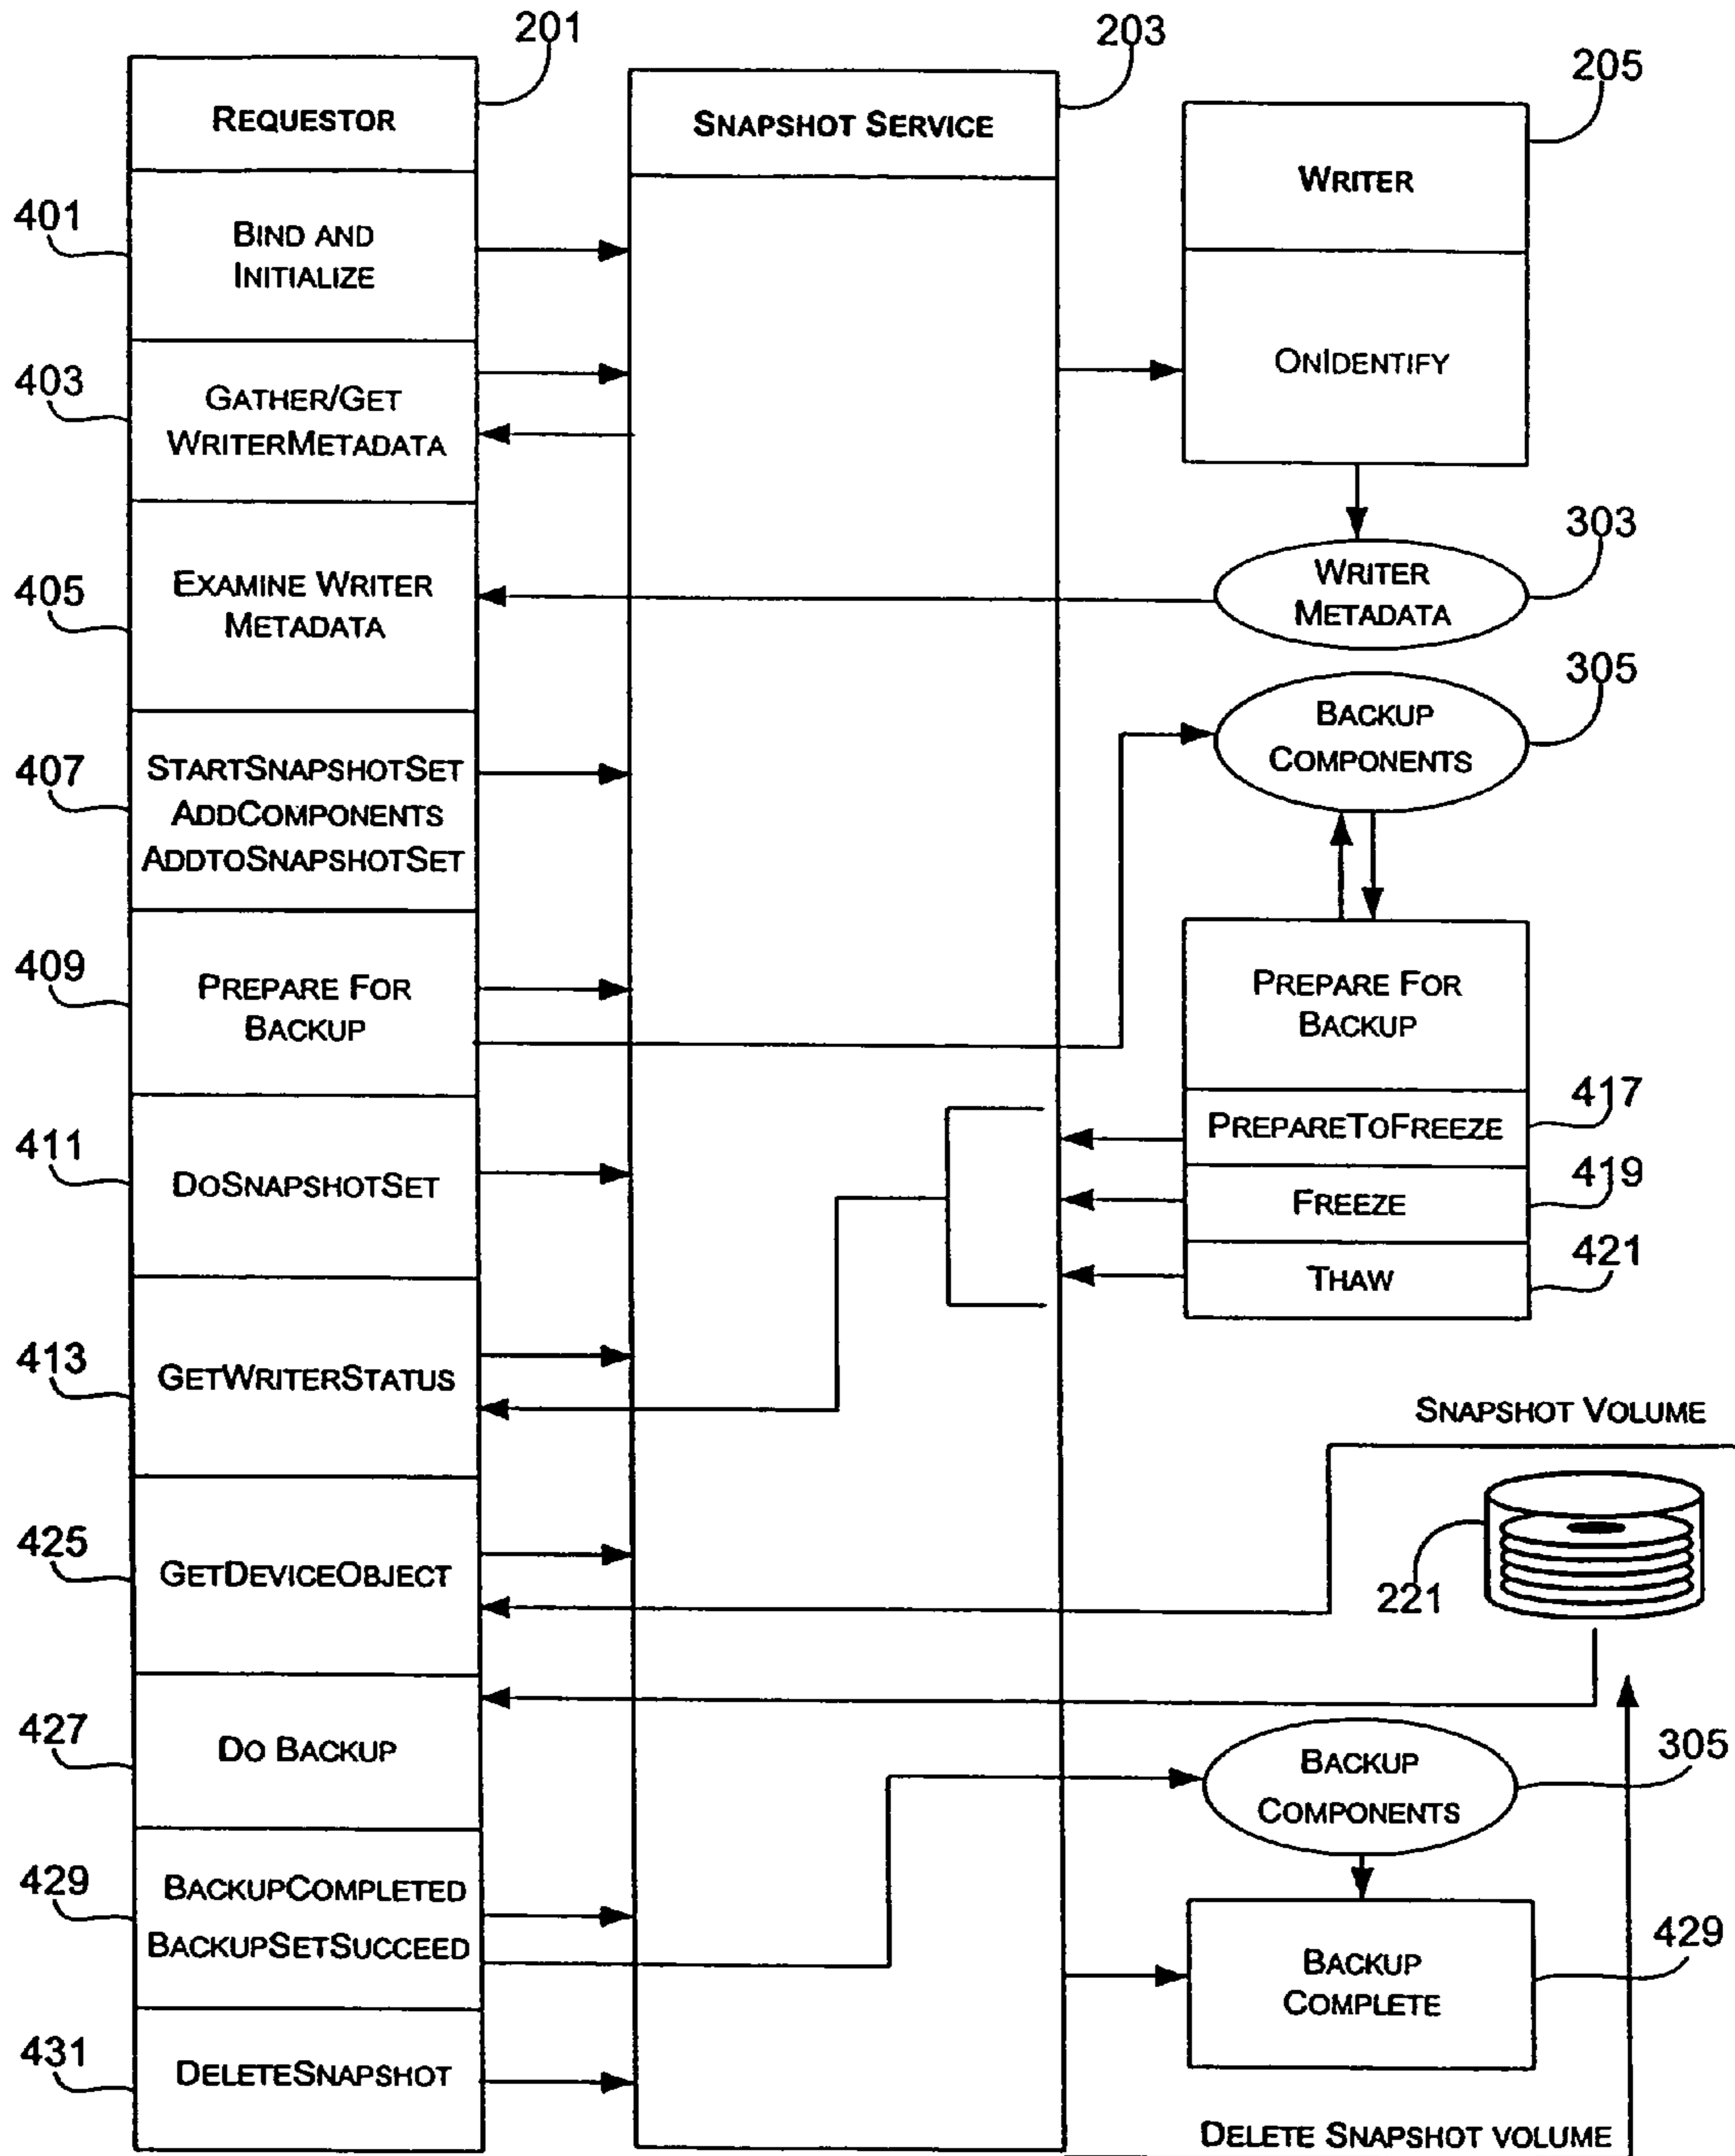 201
203
205
REQUESTOR
SNAPSHOT SERVICE
WRITER
401
BIND AND
INITIALIZE
ONIDENTIFY
403
GATHER/GET
WRITERMETADATA
303
WRITER
METADATA
405
EXAMINE WRITER
METADATA
305
BACKUP
COMPONENTS
407
STARTSNAPSHOTSET
ADDCOMPONENTS
ADDTOSNAPSHOTSET
409
PREPARE FOR
BACKUP
PREPARE FOR
BACKUP
417
PREPARETOFREEZE
411
DOSNAPSHOTSET
419
FREEZE
421
THAW
413
GETWRITERSTATUS
SNAPSHOT VOLUME
425
GETDEVICEOBJECT
221
427
DO BACKUP
305
BACKUP
COMPONENTS
429
BACKUPCOMPLETED
BACKUPSETSUCCEED
429
BACKUP
COMPLETE
431
DELETESNAPSHOT
DELETE SNAPSHOT VOLUME